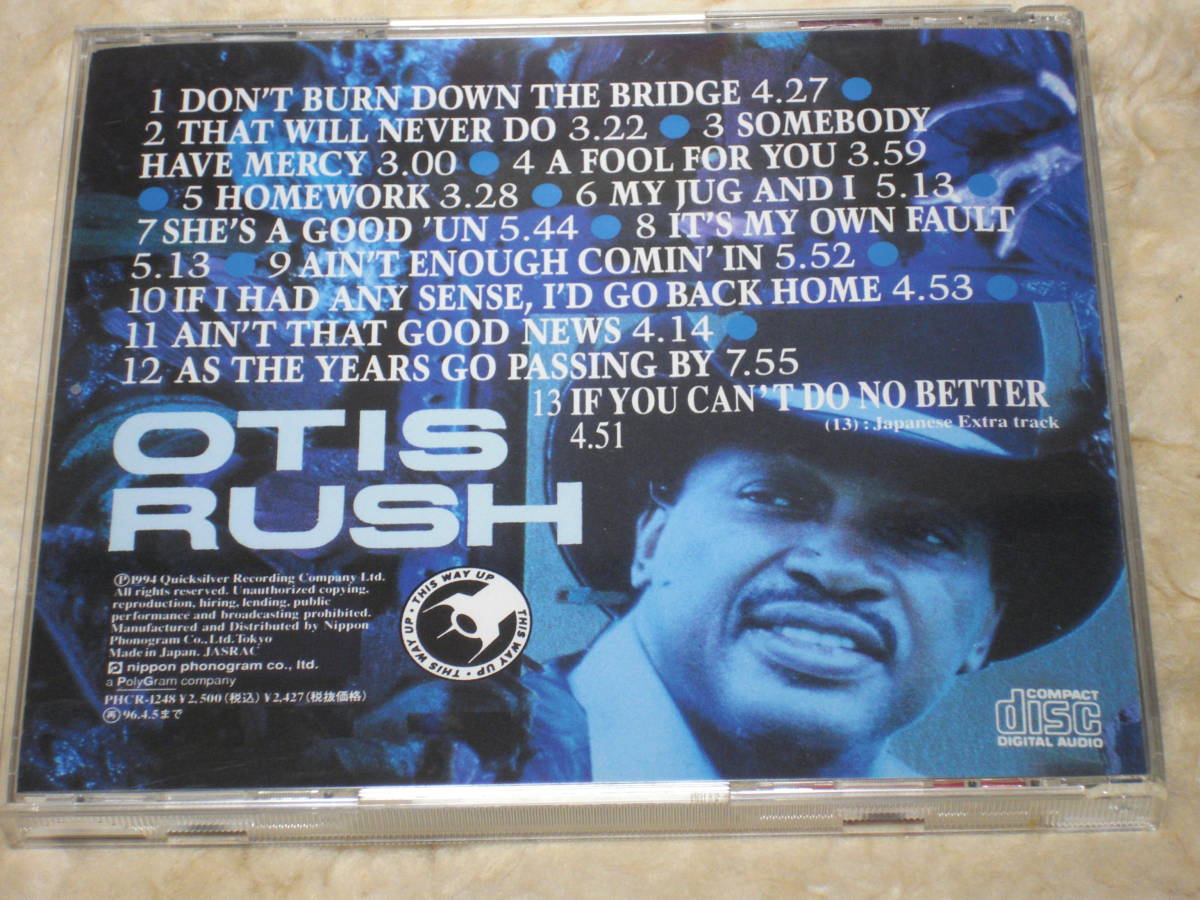 1 DON'T BURN DOWN THE BRIDGE 4.27
2 THAT WILL NEVER DO 3.22 ● 3 SOMEBODY
HAVE MERCY 3.00 ● 4 A FOOL FOR YOU 3.59
● 5 HOMEWORK 3.28 ● 6 MY JUG AND I 5.13 ●
7 SHE'S A GOOD 'UN 5.44 ● 8 IT'S MY OWN FAULT
5.13 ● 9 AIN'T ENOUGH COMIN' IN 5.52 ●
10 IF I HAD ANY SENSE, I'D GO BACK HOME 4.53 ●
11 AIN'T THAT GOOD NEWS 4.14 ●
12 AS THE YEARS GO PASSING BY 7.55
13 IF YOU CAN'T DO NO BETTER
(13) : Japanese Extra track
4.51
OTIS
RUSH
Ⓟ1994 Quicksilver Recording Company Ltd.
All rights reserved. Unauthorized copying,
reproduction, hiring, lending, public
performance and broadcasting prohibited.
Manufactured and Distributed by Nippon
Phonogram Co., Ltd. Tokyo
Made in Japan. JASRAC
nippon phonogram co., ltd.
a PolyGram company
PHCR-1248 ¥2,500(税込) ¥2,427(税抜価格)
再 96.4.5まで
THIS WAY UP · THIS WAY UP · THIS WAY UP ·
COMPACT
disc
DIGITAL AUDIO